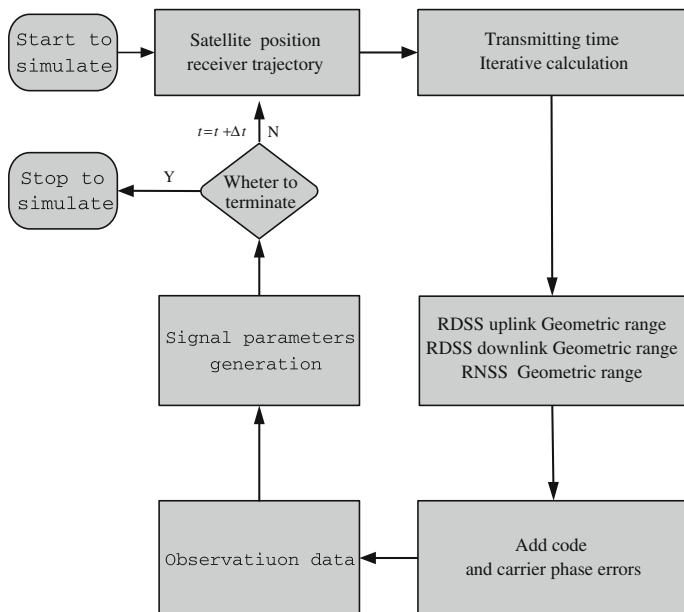 Start to
simulate
Satellite position
receiver trajectory
Transmitting time
Iterative calculation
t=t+Δt N
Stop to
simulate
Y
Wheter to
terminate
RDSS uplink Geometric range
RDSS downlink Geometric range
RNSS Geometric range
Signal parameters
generation
Observatiuon data
Add code
and carrier phase errors